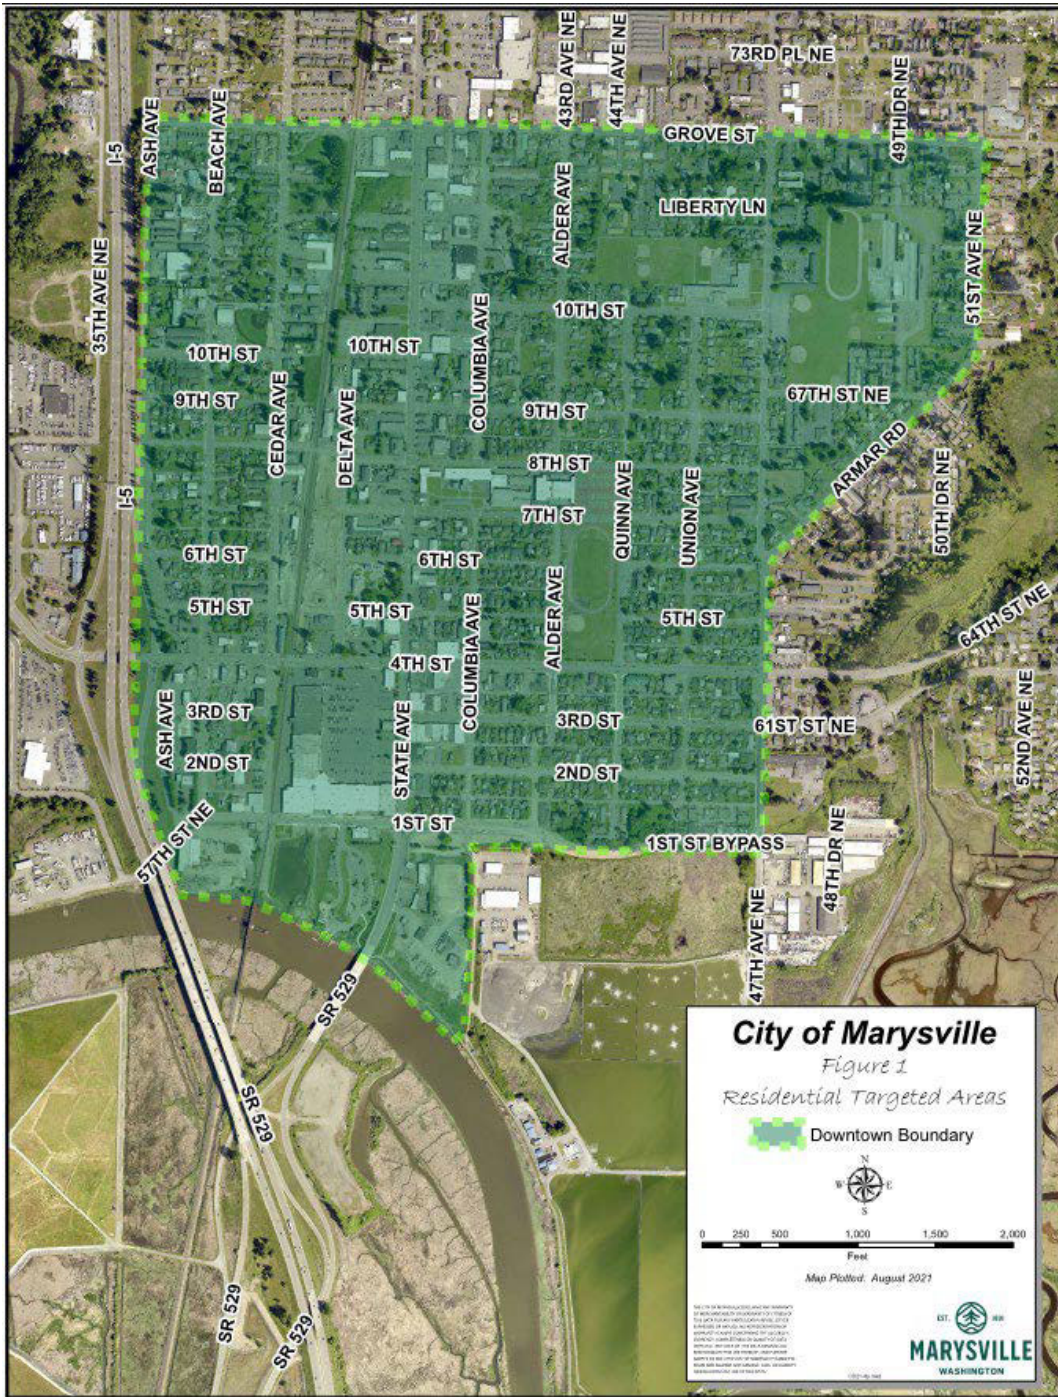 43RD AVE NE
44TH AVE NE
73RD PL NE
49TH DR NE
ASH AVE
BEACH AVE
I-5
GROVE ST
35TH AVE NE
ALDER AVE
LIBERTY LN
51ST AVE NE
10TH ST
10TH ST
10TH ST
COLUMBIA AVE
9TH ST
CEDAR AVE
DELTA AVE
9TH ST
67TH ST NE
ARMAR RD
8TH ST
I-5
7TH ST
QUINN AVE
UNION AVE
50TH DR NE
6TH ST
6TH ST
5TH ST
5TH ST
COLUMBIA AVE
ALDER AVE
5TH ST
64TH ST NE
4TH ST
ASH AVE
3RD ST
STATE AVE
3RD ST
61ST ST NE
52ND AVE NE
2ND ST
2ND ST
57TH ST NE
1ST ST
1ST ST BYPASS
48TH DR NE
47TH AVE NE
SR 529
SR 529
SR 529
SR 529
City of Marysville
Figure 1
Residential Targeted Areas
Downtown Boundary
N
W E
S
0 250 500 1,000 1,500 2,000
Feet
Map Plotted: August 2021
EST. 1891
MARYSVILLE
WASHINGTON